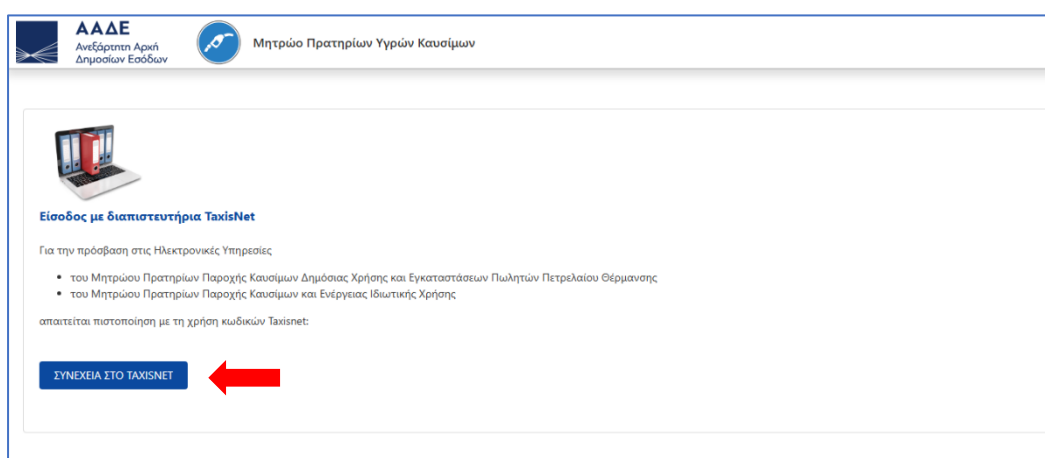 ΑΑΔΕ
Ανεξάρτητη Αρχή
Δημοσίων Εσόδων
Μητρώο Πρατηρίων Υγρών Καυσίμων
Είσοδος με διαπιστευτήρια TaxisNet
Για την πρόσβαση στις Ηλεκτρονικές Υπηρεσίες
• του Μητρώου Πρατηρίων Παροχής Καυσίμων Δημόσιας Χρήσης και Εγκαταστάσεων Πωλητών Πετρελαίου Θέρμανσης
• του Μητρώου Πρατηρίων Παροχής Καυσίμων και Ενέργειας Ιδιωτικής Χρήσης
απαιτείται πιστοποίηση με τη χρήση κωδικών Taxisnet:
ΣΥΝΕΧΕΙΑ ΣΤΟ TAXISNET